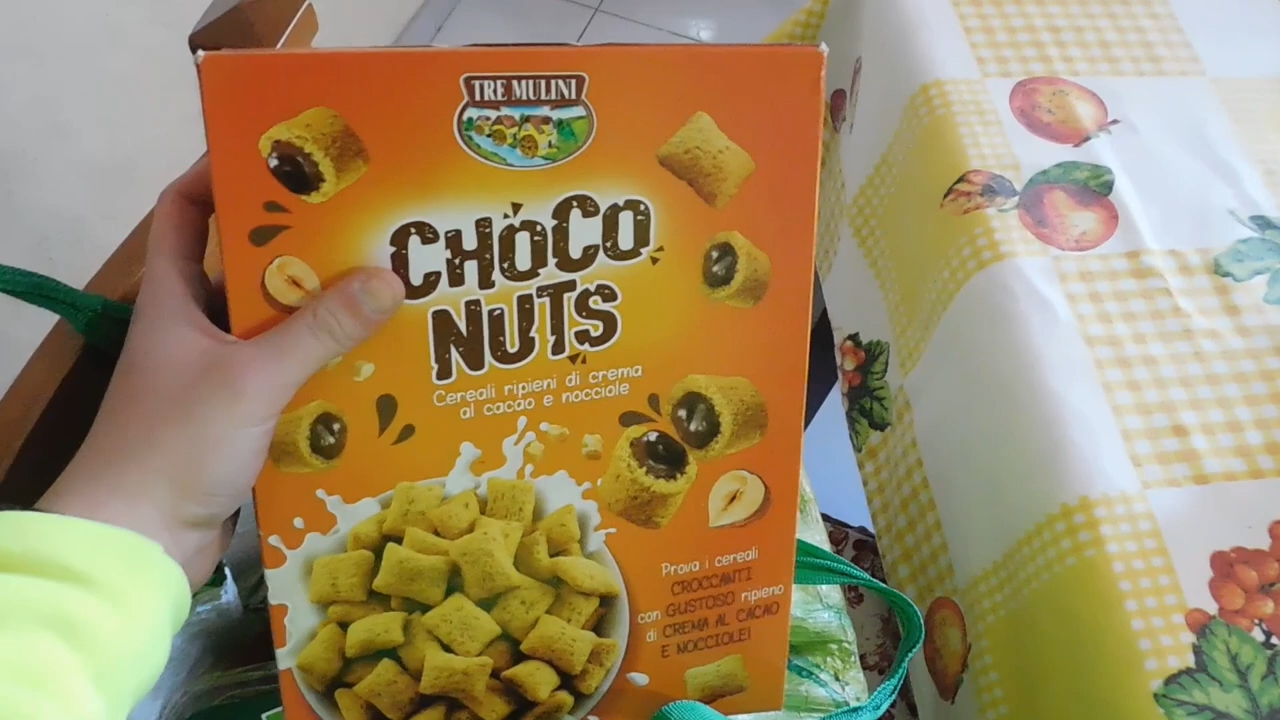 TRE MULINI
CHOCO
NUTS
Cereali ripieni di crema
al cacao e nocciole
Prova i cereali
CROCCANTI
con GUSTOSO ripieno
di CREMA AL CACAO
E NOCCIOLE!